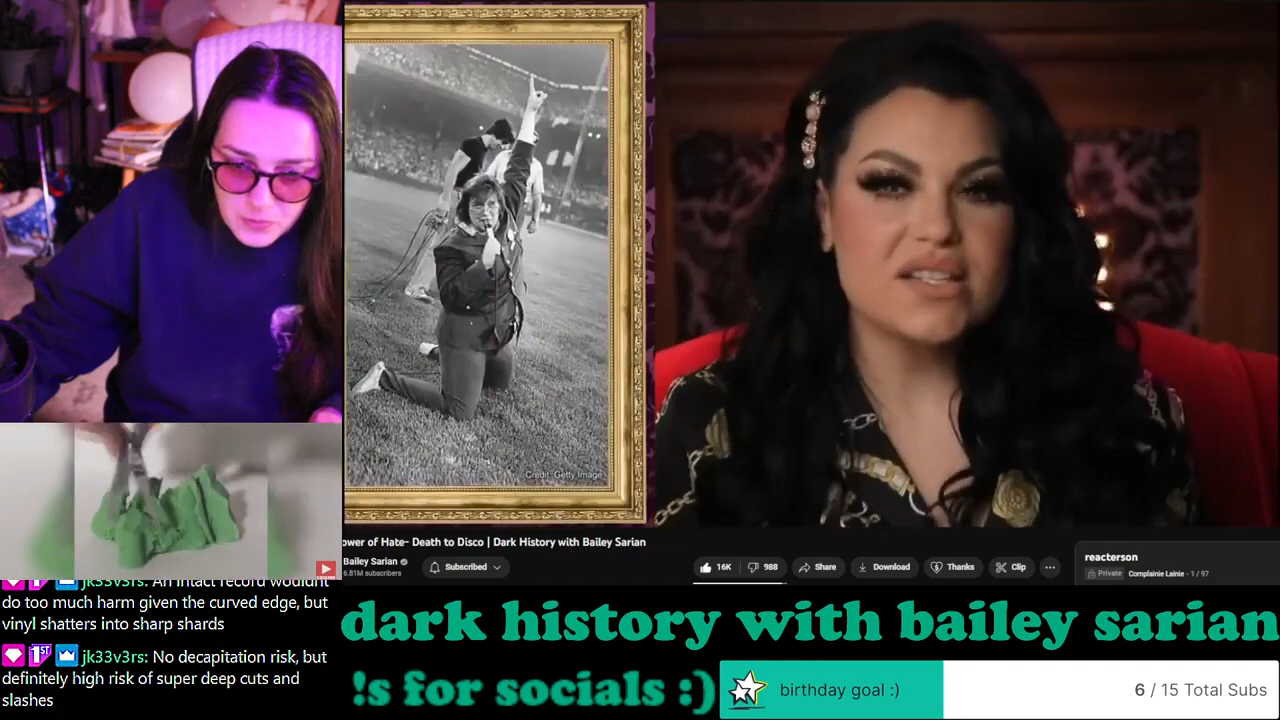 Credit: Getty Image
ower of Hate- Death to Disco | Dark History with Bailey Sarian
Bailey Sarian
6.81M subscribers
Subscribed
16K
988
Share
Download
Thanks
Clip
reacterson
Private
Complainie Lainie - 1 / 97
jk33v3rs: An intact record wouldn't
do too much harm given the curved edge, but
vinyl shatters into sharp shards
1ST
jk33v3rs: No decapitation risk, but
definitely high risk of super deep cuts and
slashes
dark history with bailey sarian
!s for socials :)
birthday goal :)
6 / 15 Total Subs